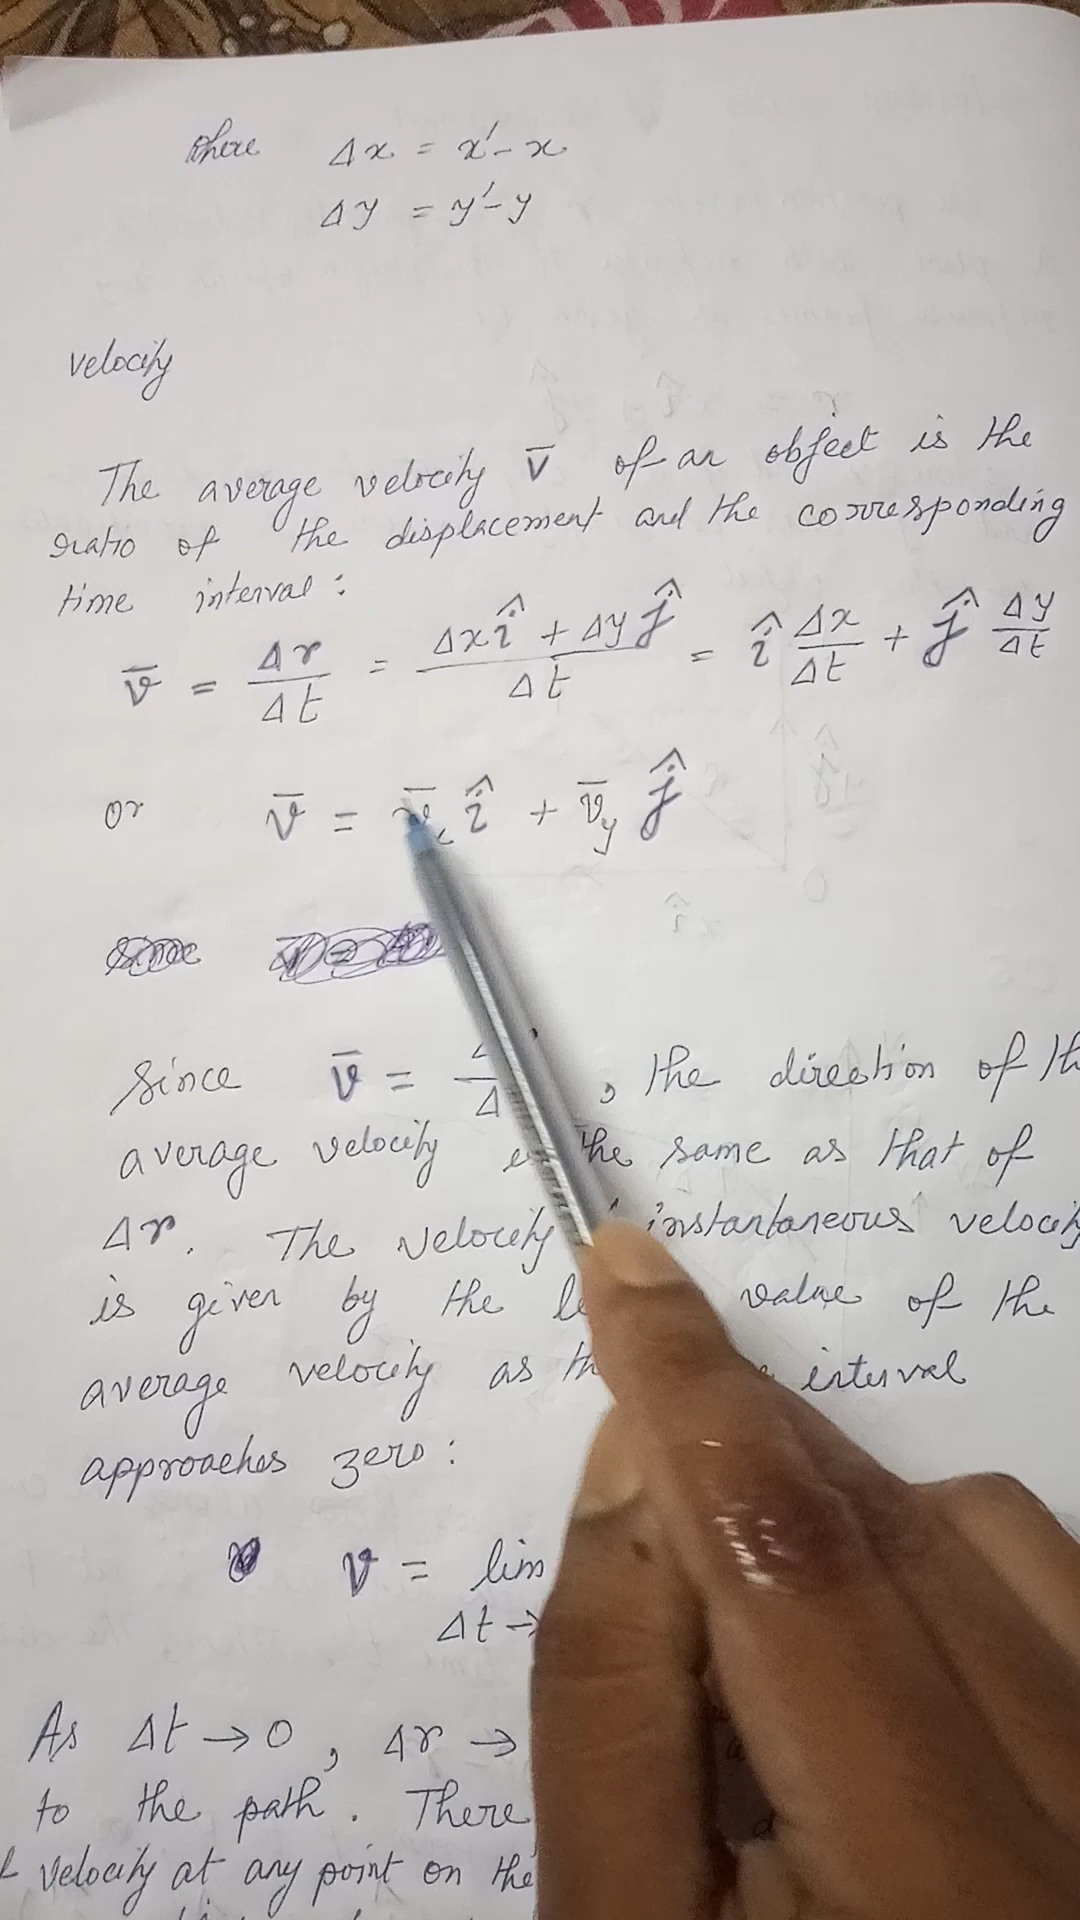 where Δx = x′ - x
Δy = y′ - y
velocity
The average velocity v̄ of an object is the
ratio of the displacement and the corresponding
time interval :
v̄ = Δr/Δt = (Δx î + Δy ĵ)/Δt = î Δx/Δt + ĵ Δy/Δt
or v̄ = v̄ₓ î + v̄_y ĵ
Since v̄ = , the direction of
average velocity the same as that of
Δr. The velocity instantaneous velocity
is given by the value of the
average velocity as interval
approaches zero :
v = lim
Δt →
As Δt → 0 , Δr →
to the path. There
velocity at any point on the